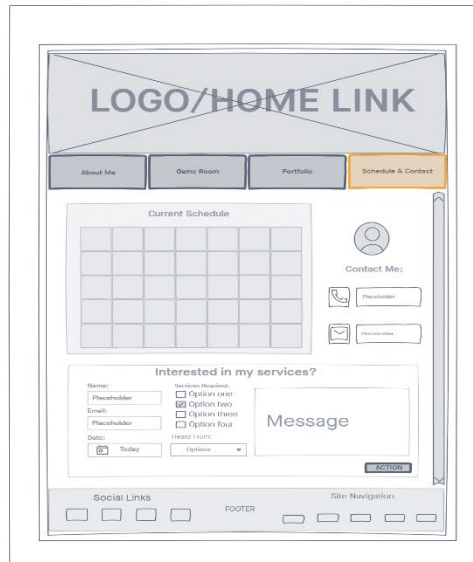 LOGO/HOME LINK
About Me
Game Room
Portfolio
Schedule & Contact
Current Schedule
Contact Me:
Placeholder
Placeholder
Interested in my services?
Name:
Placeholder
Email:
Placeholder
Date:
Today
Services Required:
Option one
Option two
Option three
Option four
Heard From:
Options
Message
ACTION
Social Links
FOOTER
Site Navigation